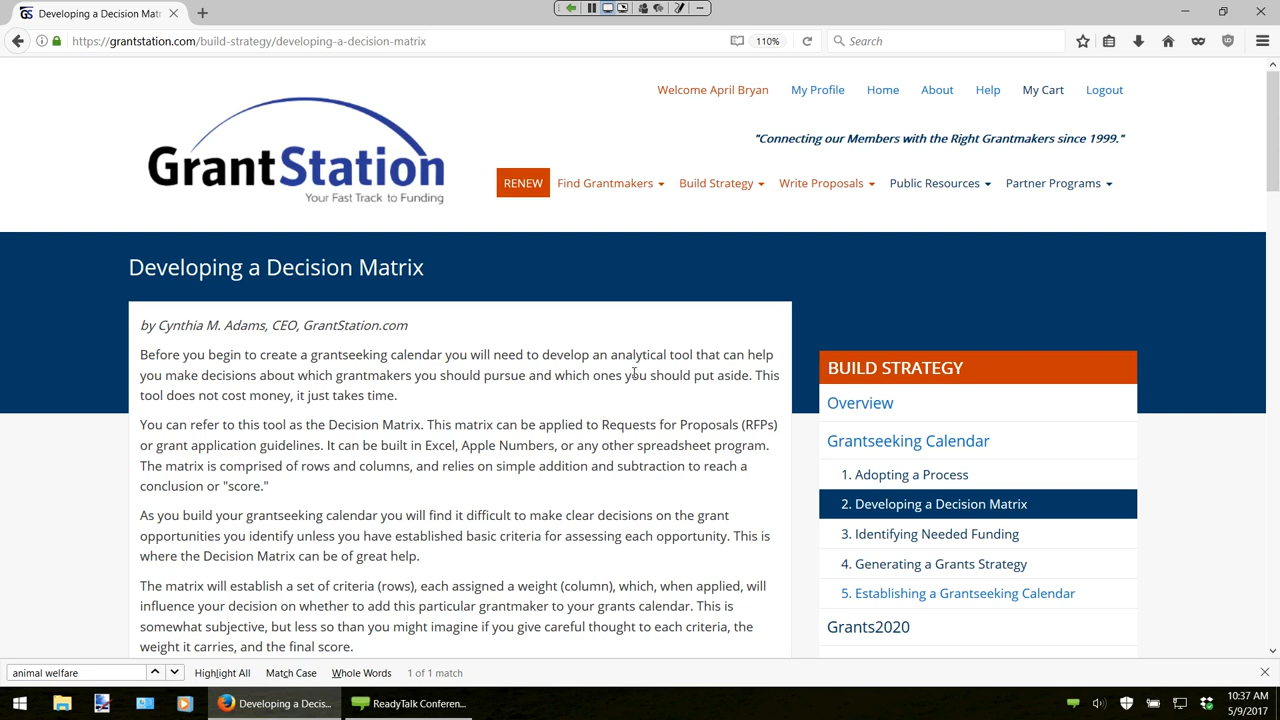 Developing a Decision Mat
https://grantstation.com/build-strategy/developing-a-decision-matrix
110%
Search
Welcome April Bryan
My Profile
Home
About
Help
My Cart
Logout
"Connecting our Members with the Right Grantmakers since 1999."
GrantStation
Your Fast Track to Funding
RENEW
Find Grantmakers
Build Strategy
Write Proposals
Public Resources
Partner Programs
Developing a Decision Matrix
by Cynthia M. Adams, CEO, GrantStation.com
Before you begin to create a grantseeking calendar you will need to develop an analytical tool that can help
you make decisions about which grantmakers you should pursue and which ones you should put aside. This
tool does not cost money, it just takes time.
You can refer to this tool as the Decision Matrix. This matrix can be applied to Requests for Proposals (RFPs)
or grant application guidelines. It can be built in Excel, Apple Numbers, or any other spreadsheet program.
The matrix is comprised of rows and columns, and relies on simple addition and subtraction to reach a
conclusion or "score."
As you build your grantseeking calendar you will find it difficult to make clear decisions on the grant
opportunities you identify unless you have established basic criteria for assessing each opportunity. This is
where the Decision Matrix can be of great help.
The matrix will establish a set of criteria (rows), each assigned a weight (column), which, when applied, will
influence your decision on whether to add this particular grantmaker to your grants calendar. This is
somewhat subjective, but less so than you might imagine if you give careful thought to each criteria, the
weight it carries, and the final score.
BUILD STRATEGY
Overview
Grantseeking Calendar
1. Adopting a Process
2. Developing a Decision Matrix
3. Identifying Needed Funding
4. Generating a Grants Strategy
5. Establishing a Grantseeking Calendar
Grants2020
animal welfare
Highlight All
Match Case
Whole Words
1 of 1 match
Developing a Decis...
ReadyTalk Conferen...
10:37 AM
5/9/2017